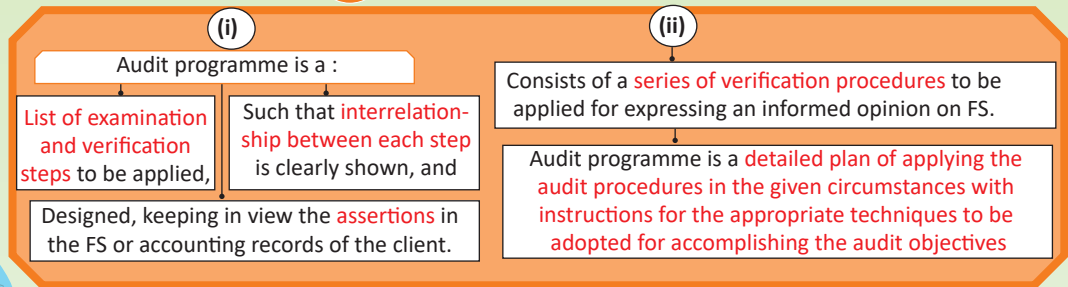 (i)
Audit programme is a :
List of examination
and verification
steps to be applied,
Such that interrelation-
ship between each step
is clearly shown, and
Designed, keeping in view the assertions in
the FS or accounting records of the client.
(ii)
Consists of a series of verification procedures to be
applied for expressing an informed opinion on FS.
Audit programme is a detailed plan of applying the
audit procedures in the given circumstances with
instructions for the appropriate techniques to be
adopted for accomplishing the audit objectives